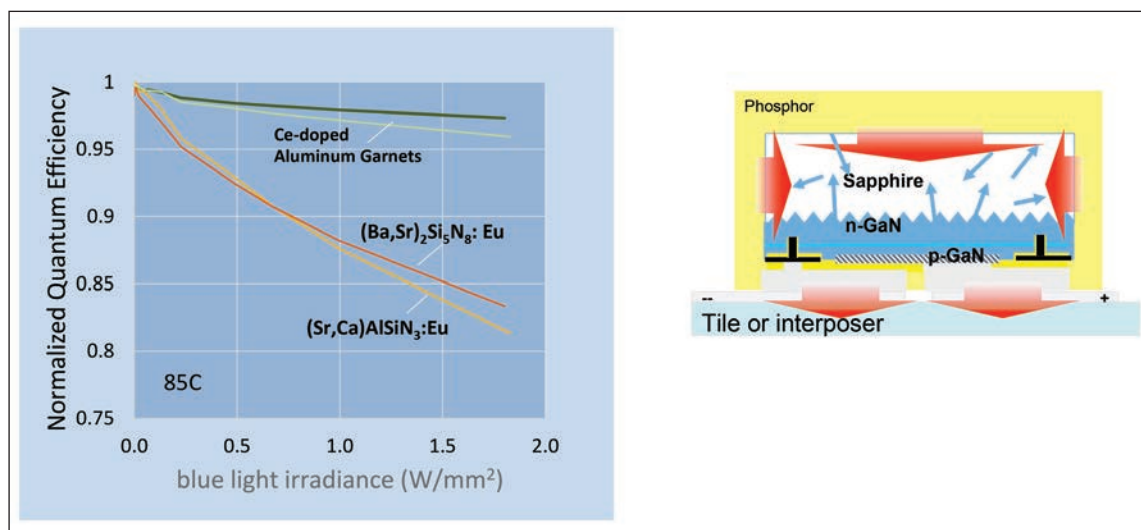 1
0.95
0.9
0.85
0.8
0.75
Normalized Quantum Efficiency
Ce-doped
Aluminum Garnets
(Ba,Sr)₂Si₅N₈: Eu
(Sr,Ca)AlSiN₃:Eu
85C
0.0 0.5 1.0 1.5 2.0
blue light irradiance (W/mm²)
Phosphor
Sapphire
n-GaN
p-GaN
-- +
Tile or interposer